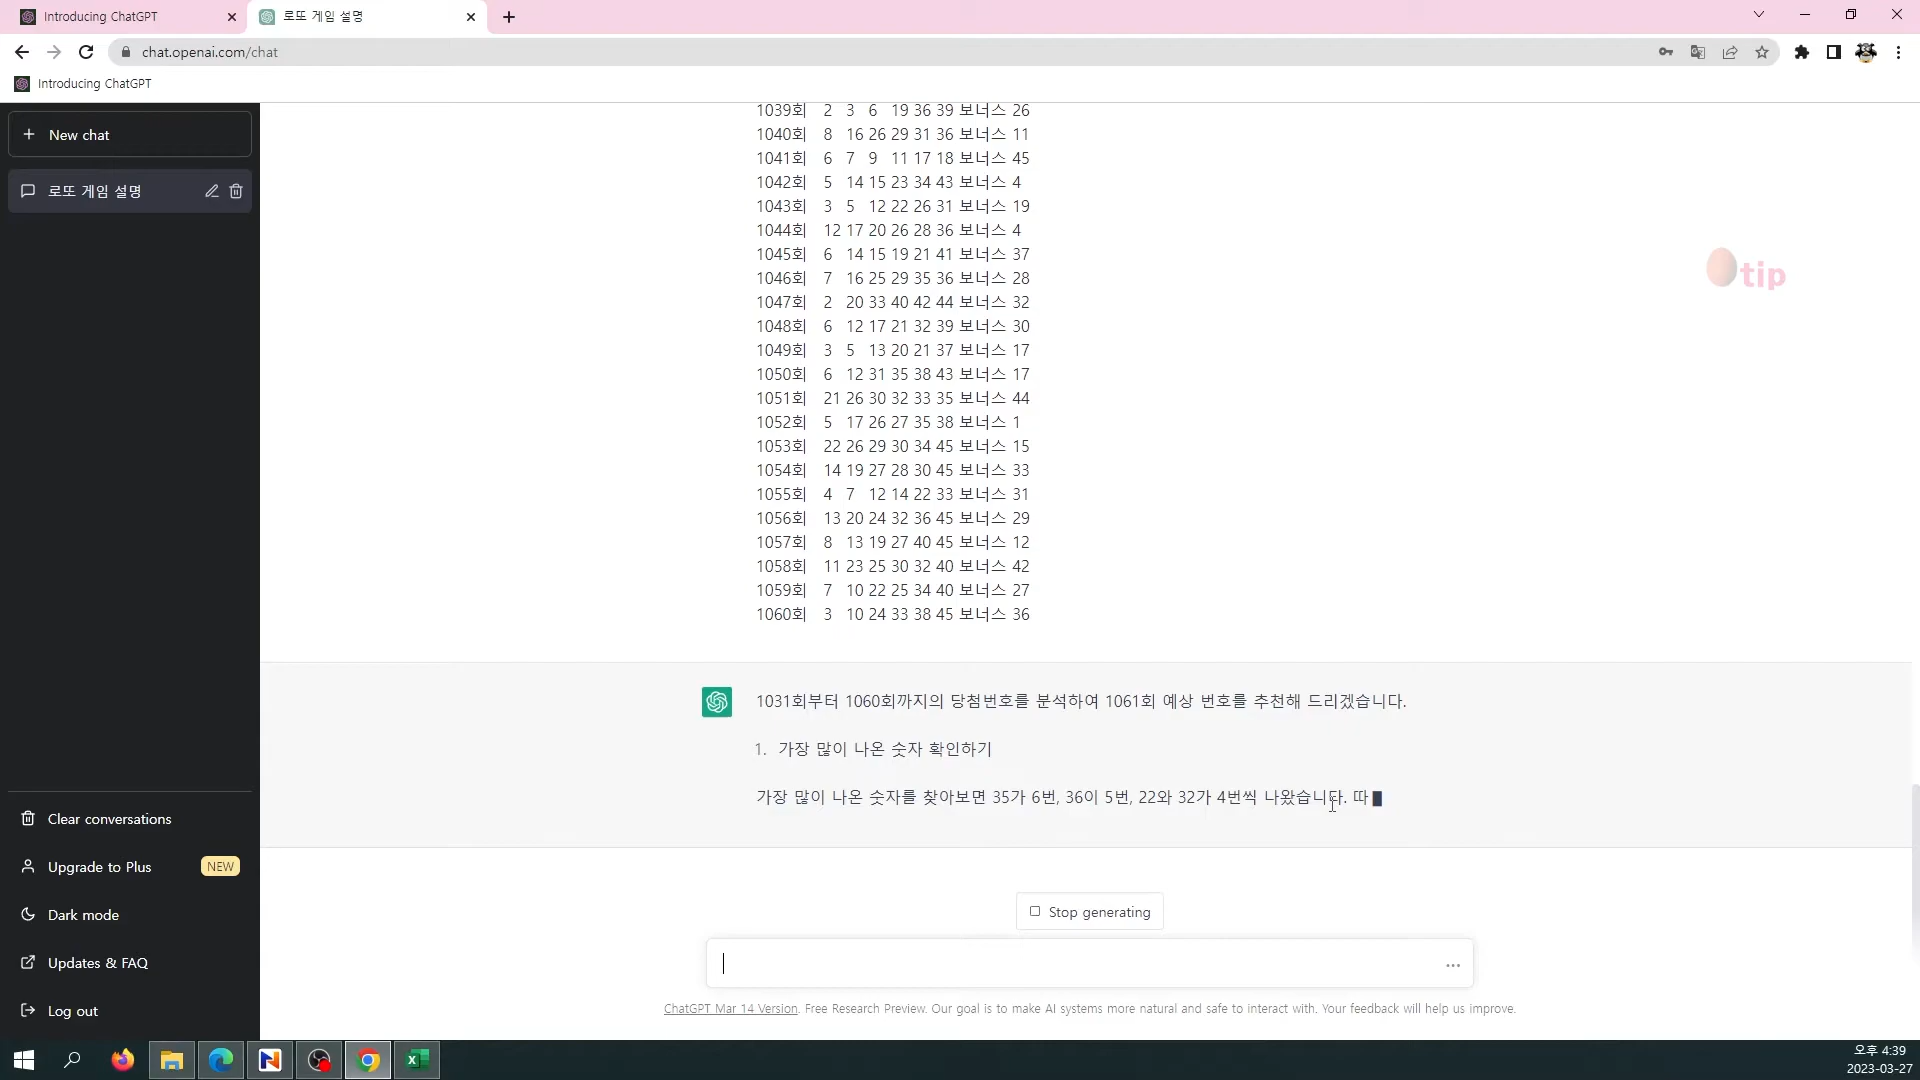 Introducing ChatGPT
로또 게임 설명
chat.openai.com/chat
Introducing ChatGPT
New chat
로또 게임 설명
1039회 2 3 6 19 36 39 보너스 26
1040회 8 16 26 29 31 36 보너스 11
1041회 6 7 9 11 17 18 보너스 45
1042회 5 14 15 23 34 43 보너스 4
1043회 3 5 12 22 26 31 보너스 19
1044회 12 17 20 26 28 36 보너스 4
1045회 6 14 15 19 21 41 보너스 37
1046회 7 16 25 29 35 36 보너스 28
1047회 2 20 33 40 42 44 보너스 32
1048회 6 12 17 21 32 39 보너스 30
1049회 3 5 13 20 21 37 보너스 17
1050회 6 12 31 35 38 43 보너스 17
1051회 21 26 30 32 33 35 보너스 44
1052회 5 17 26 27 35 38 보너스 1
1053회 22 26 29 30 34 45 보너스 15
1054회 14 19 27 28 30 45 보너스 33
1055회 4 7 12 14 22 33 보너스 31
1056회 13 20 24 32 36 45 보너스 29
1057회 8 13 19 27 40 45 보너스 12
1058회 11 23 25 30 32 40 보너스 42
1059회 7 10 22 25 34 40 보너스 27
1060회 3 10 24 33 38 45 보너스 36
tip
1031회부터 1060회까지의 당첨번호를 분석하여 1061회 예상 번호를 추천해 드리겠습니다.
1. 가장 많이 나온 숫자 확인하기
가장 많이 나온 숫자를 찾아보면 35가 6번, 36이 5번, 22와 32가 4번씩 나왔습니다. 따
Clear conversations
Upgrade to Plus NEW
Dark mode
Updates & FAQ
Log out
Stop generating
ChatGPT Mar 14 Version. Free Research Preview. Our goal is to make AI systems more natural and safe to interact with. Your feedback will help us improve.
오후 4:39
2023-03-27